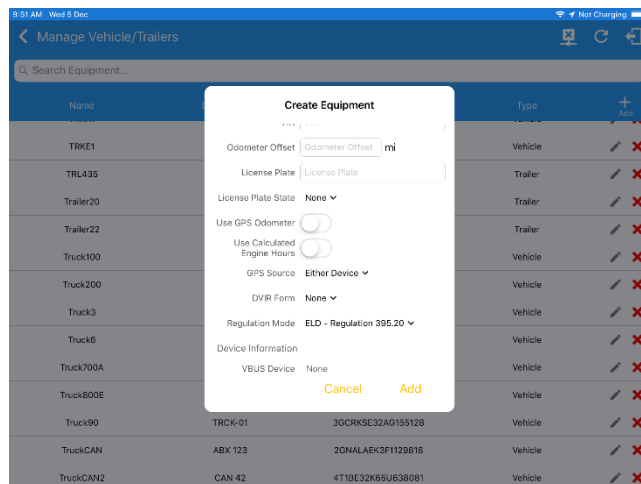 9:51 AM Wed 5 Dec Not Charging
Manage Vehicle/Trailers
Search Equipment...
Name Type Add
Create Equipment
Odometer Offset Odometer Offset mi
License Plate License Plate
License Plate State None
Use GPS Odometer
Use Calculated
Engine Hours
GPS Source Either Device
DVIR Form None
Regulation Mode ELD - Regulation 395.20
Device Information
VBUS Device None
Cancel Add
TRKE1 Vehicle
TRL435 Trailer
Trailer20 Trailer
Trailer22 Trailer
Truck100 Vehicle
Truck200 Vehicle
Truck3 Vehicle
Truck6 Vehicle
Truck700A Vehicle
Truck800E Vehicle
Truck90 TRCK-01 3GCRKSE32AG155128 Vehicle
TruckCAN ABX 123 2GNALAEK3F1129818 Vehicle
TruckCAN2 CAN 42 4T1BE32K65U638081 Vehicle